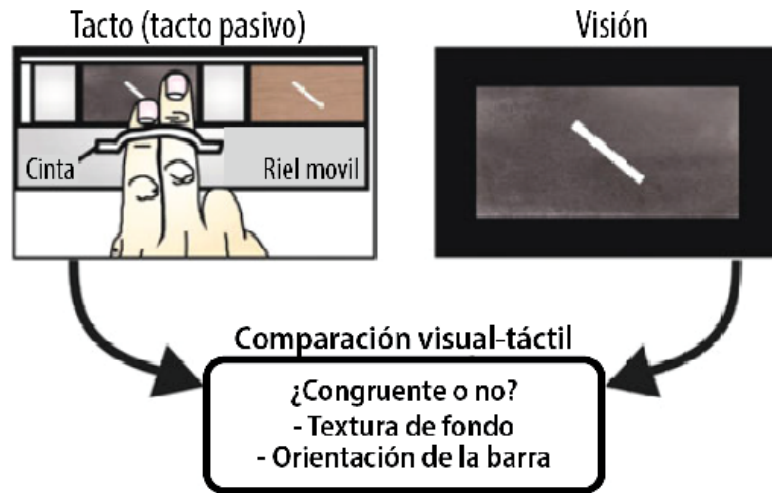 Tacto (tacto pasivo)
Visión
Cinta
Riel movil
Comparación visual-táctil
¿Congruente o no?
- Textura de fondo
- Orientación de la barra